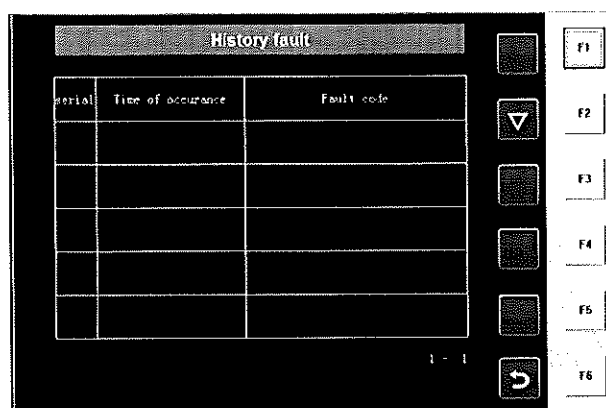 History fault
F1
serial Time of occurance Fault code
F2
F3
F4
F5
1 - 1
F6